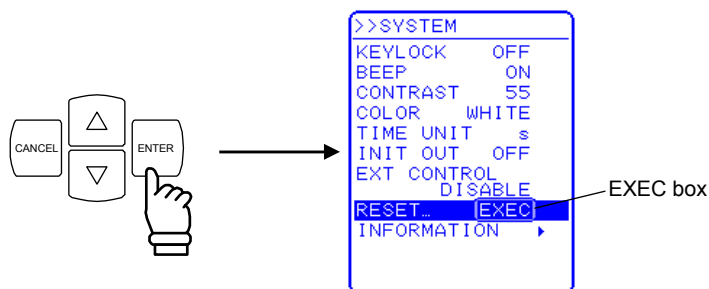 >>SYSTEM
KEYLOCK OFF
BEEP ON
CONTRAST 55
COLOR WHITE
TIME UNIT s
INIT OUT OFF
EXT CONTROL
DISABLE
RESET… EXEC
INFORMATION
CANCEL
ENTER
EXEC box